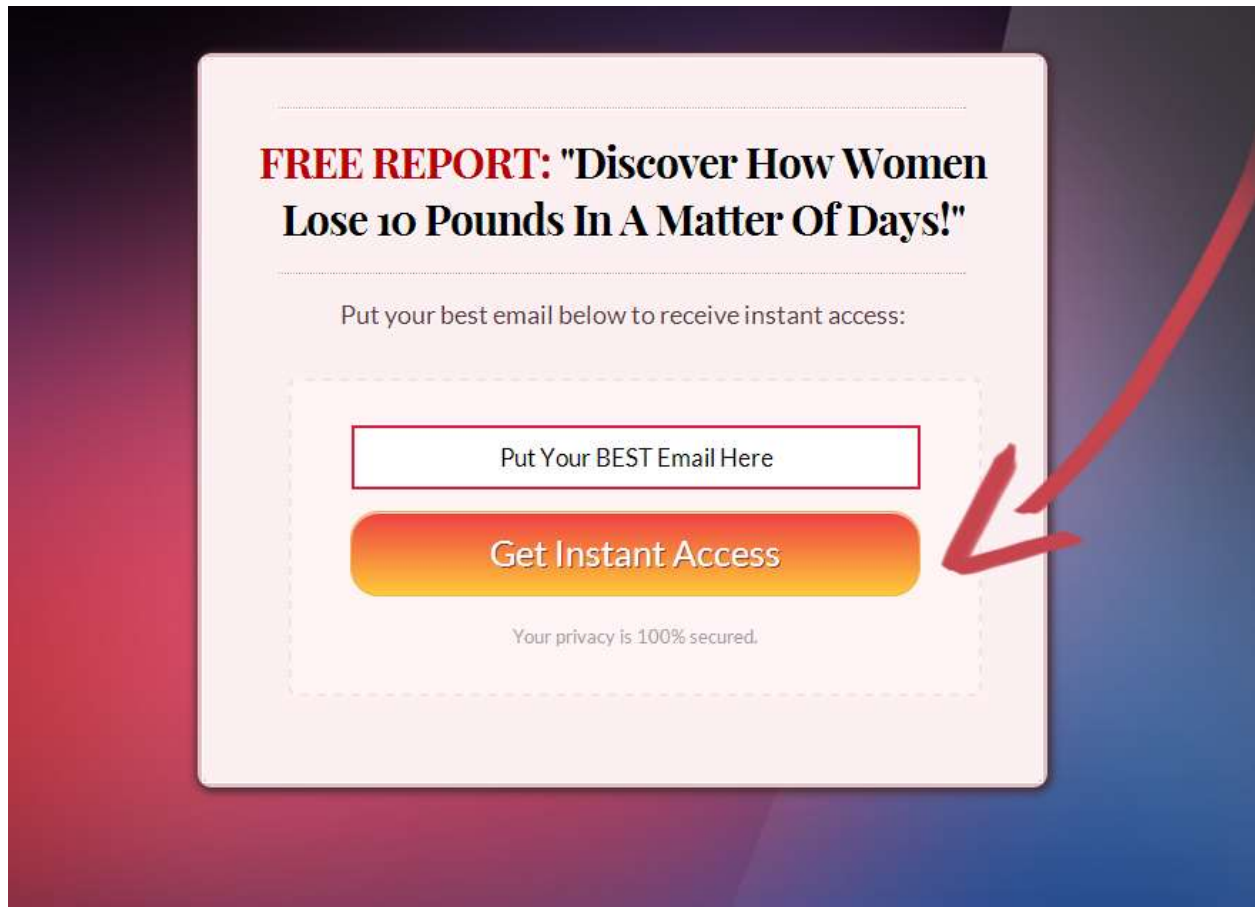 FREE REPORT: "Discover How Women
Lose 10 Pounds In A Matter Of Days!"
Put your best email below to receive instant access:
Put Your BEST Email Here
Get Instant Access
Your privacy is 100% secured.